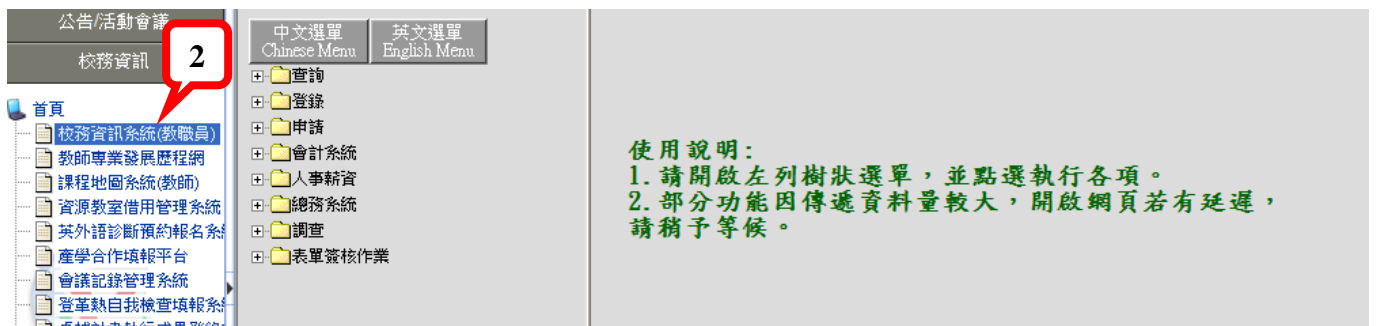 公告/活動會議
校務資訊
2
首頁
校務資訊系統(教職員)
教師專業發展歷程網
課程地圖系統(教師)
資源教室借用管理系統
英外語診斷預約報名系
產學合作填報平台
會議記錄管理系統
登革熱自我檢查填報系
中文選單
Chinese Menu
英文選單
English Menu
查詢
登錄
申請
會計系統
人事薪資
總務系統
調查
表單簽核作業
使用說明:
1.請開啟左列樹狀選單，並點選執行各項。
2.部分功能因傳遞資料量較大，開啟網頁若有延遲，
請稍予等候。